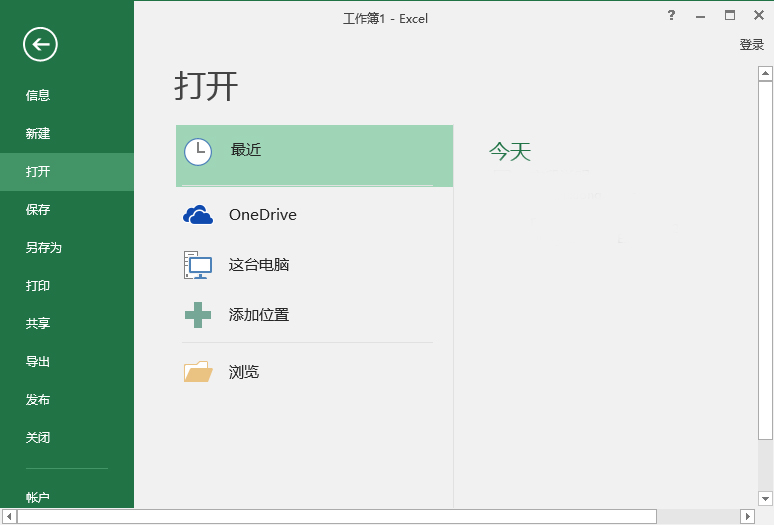 工作簿1 - Excel
?
登录
信息
新建
打开
保存
另存为
打印
共享
导出
发布
关闭
帐户
打开
最近
OneDrive
这台电脑
添加位置
浏览
今天